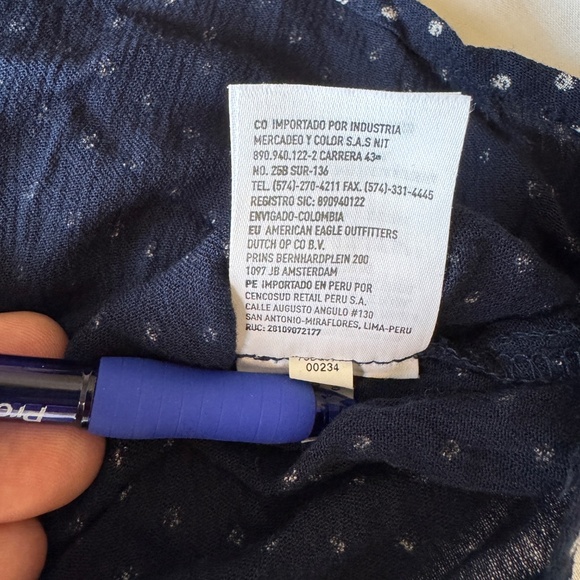 CO IMPORTADO POR INDUSTRIA
MERCADEO Y COLOR S.A.S NIT
890.940.122-2 CARRERA 43ª
NO. 25B SUR-136
TEL. (574)-270-4211 FAX. (574)-331-4445
REGISTRO SIC: 890940122
ENVIGADO-COLOMBIA
EU AMERICAN EAGLE OUTFITTERS
DUTCH OP CO B.V.
PRINS BERNHARDPLEIN 200
1097 JB AMSTERDAM
PE IMPORTADO EN PERU POR
CENCOSUD RETAIL PERU S.A.
CALLE AUGUSTO ANGULO #130
SAN ANTONIO-MIRAFLORES, LIMA-PERU
RUC: 28109072177
00234
Pre